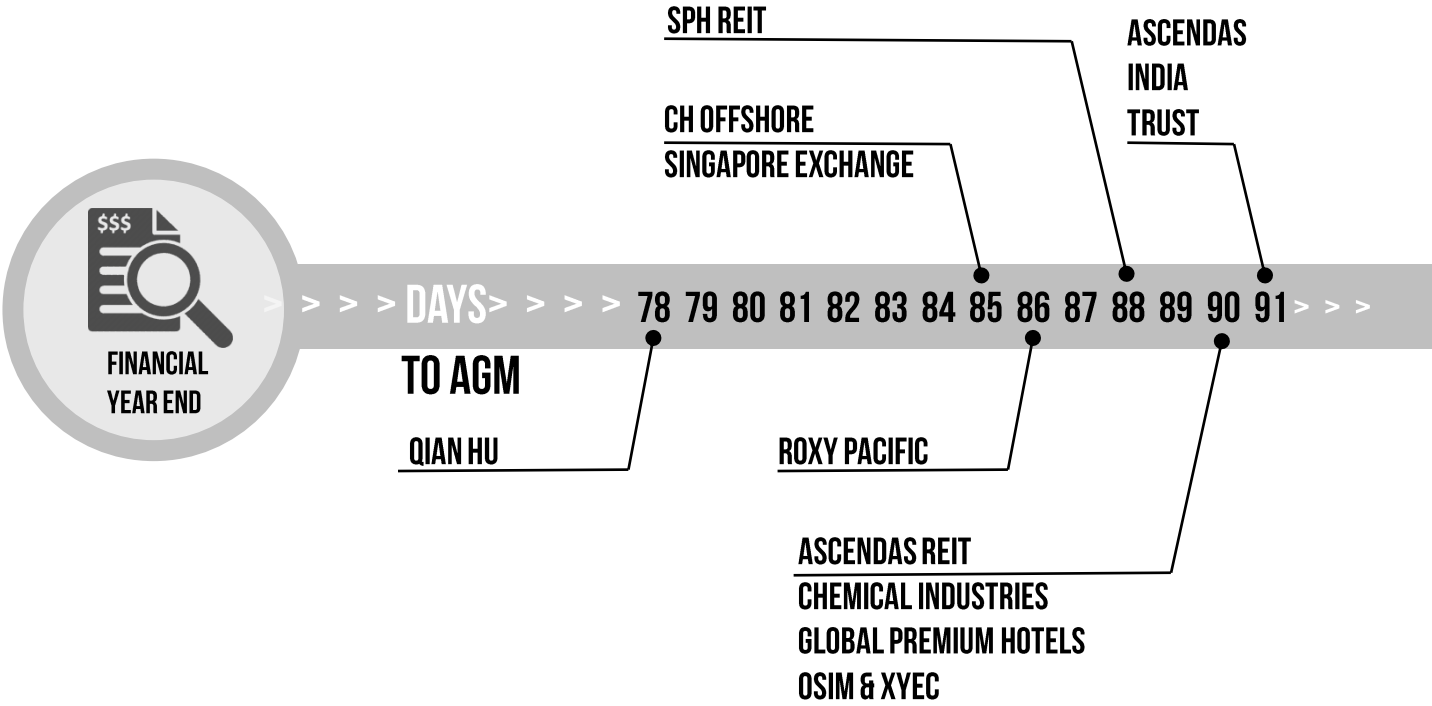 SPH REIT
ASCENDAS
INDIA
TRUST
CH OFFSHORE
SINGAPORE EXCHANGE
$$$
FINANCIAL
YEAR END
> > > > DAYS> > > > 78 79 80 81 82 83 84 85 86 87 88 89 90 91 > > >
TO AGM
QIAN HU
ROXY PACIFIC
ASCENDAS REIT
CHEMICAL INDUSTRIES
GLOBAL PREMIUM HOTELS
OSIM & XYEC